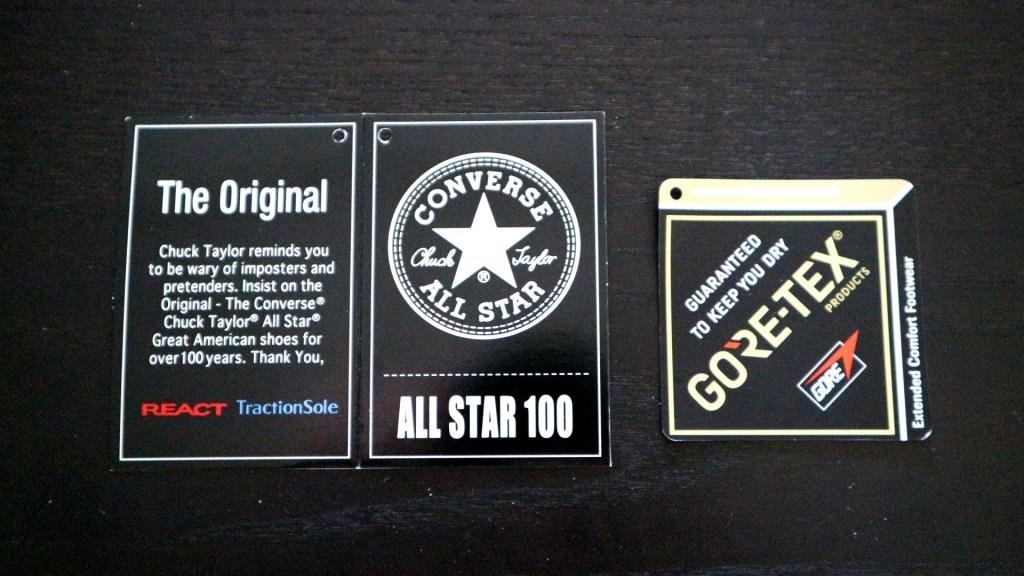 The Original
Chuck Taylor reminds you
to be wary of imposters and
pretenders. Insist on the
Original - The Converse®
Chuck Taylor® All Star®
Great American shoes for
over 100 years. Thank You,
REACT TractionSole
CONVERSE
Chuck Taylor
®
ALL STAR
ALL STAR 100
GUARANTEED
TO KEEP YOU DRY
GORE-TEX®
PRODUCTS
GORE
Extended Comfort Footwear